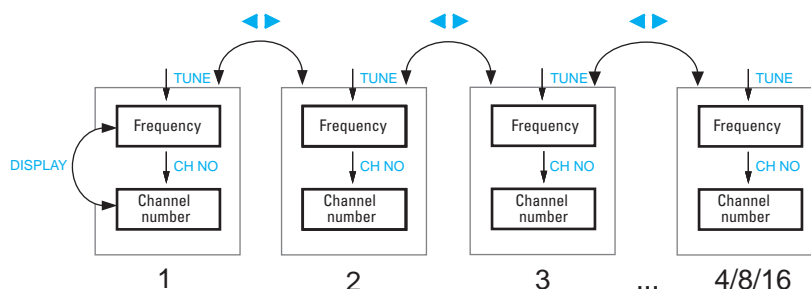 TUNE TUNE TUNE TUNE
Frequency Frequency Frequency Frequency
DISPLAY CH NO CH NO CH NO CH NO
Channel number Channel number Channel number Channel number
1 2 3 ... 4/8/16